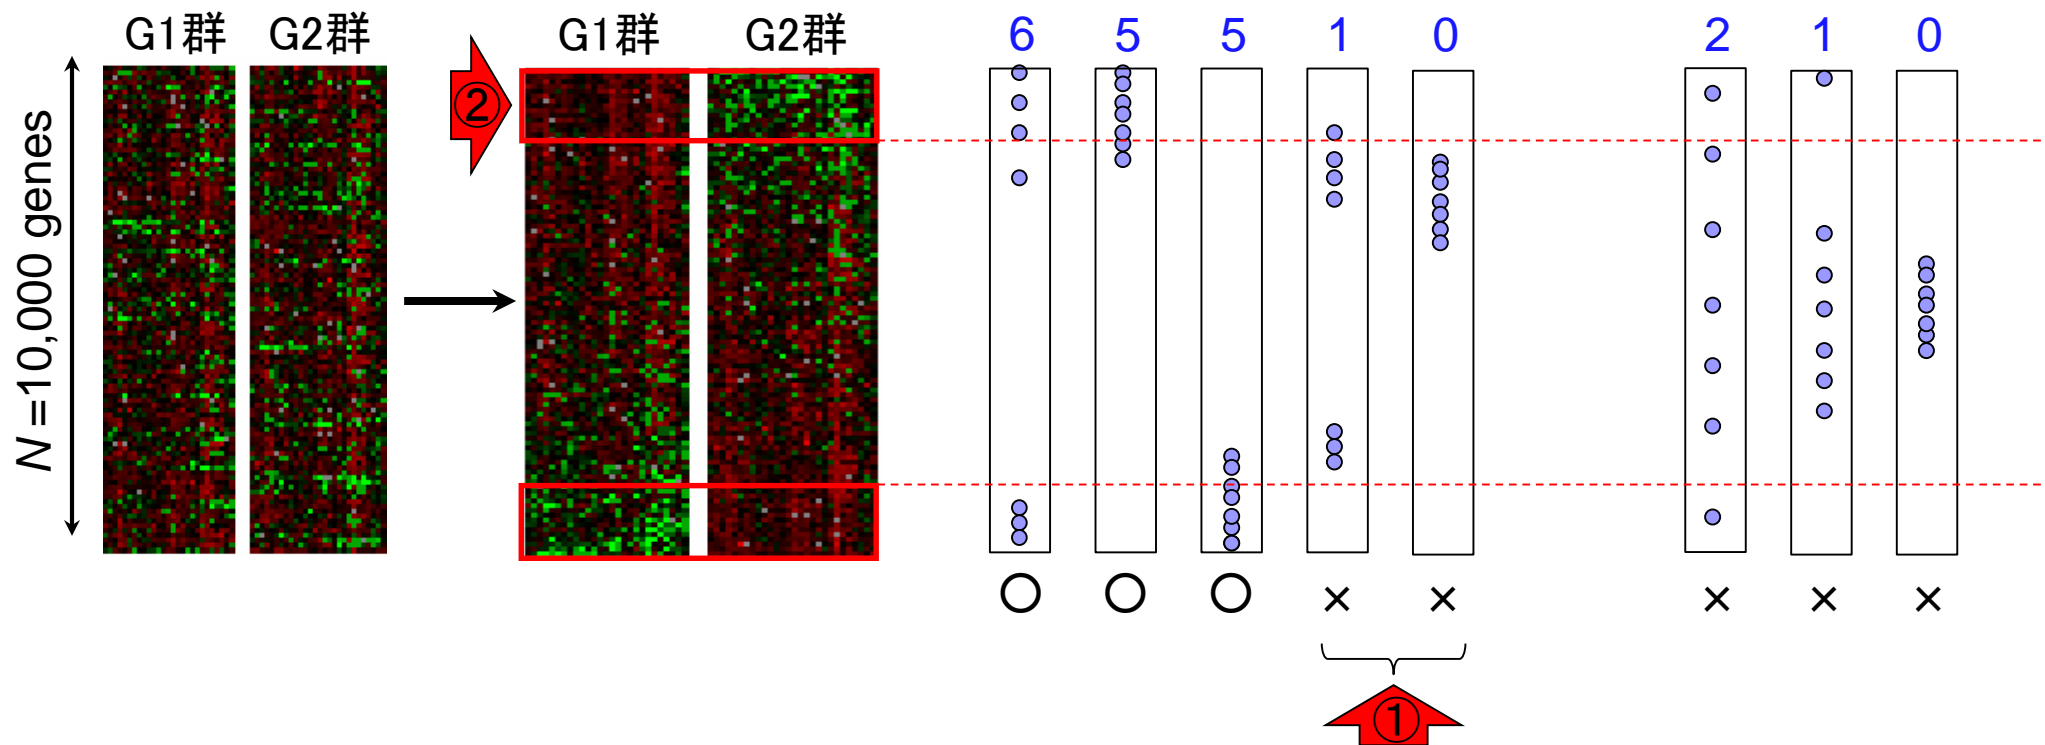 G1群 G2群
G1群 G2群
6 5 5 1 0
2 1 0
②
N=10,000 genes
○ ○ ○ × ×
× × ×
①